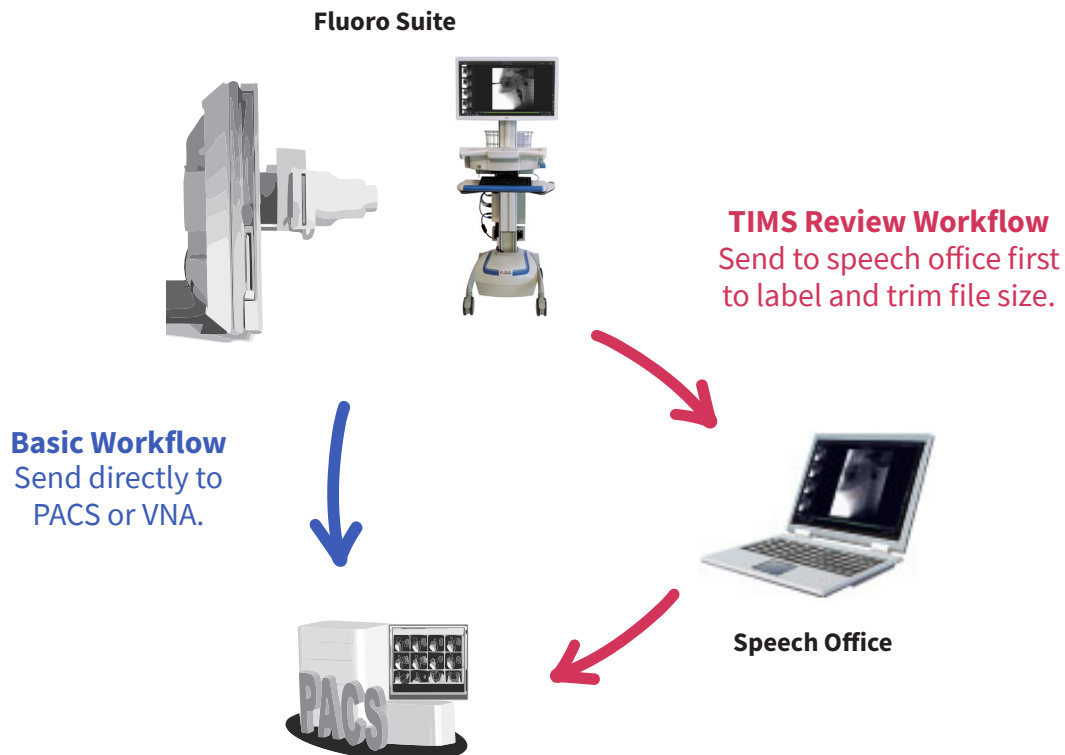 Fluoro Suite
TIMS Review Workflow
Send to speech office first
to label and trim file size.
Basic Workflow
Send directly to
PACS or VNA.
Speech Office
PACS